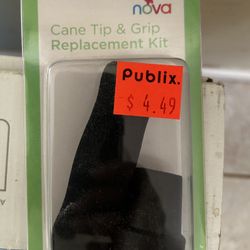 nova
Cane Tip & Grip
Replacement Kit
Publix.
$ 4.49
Y